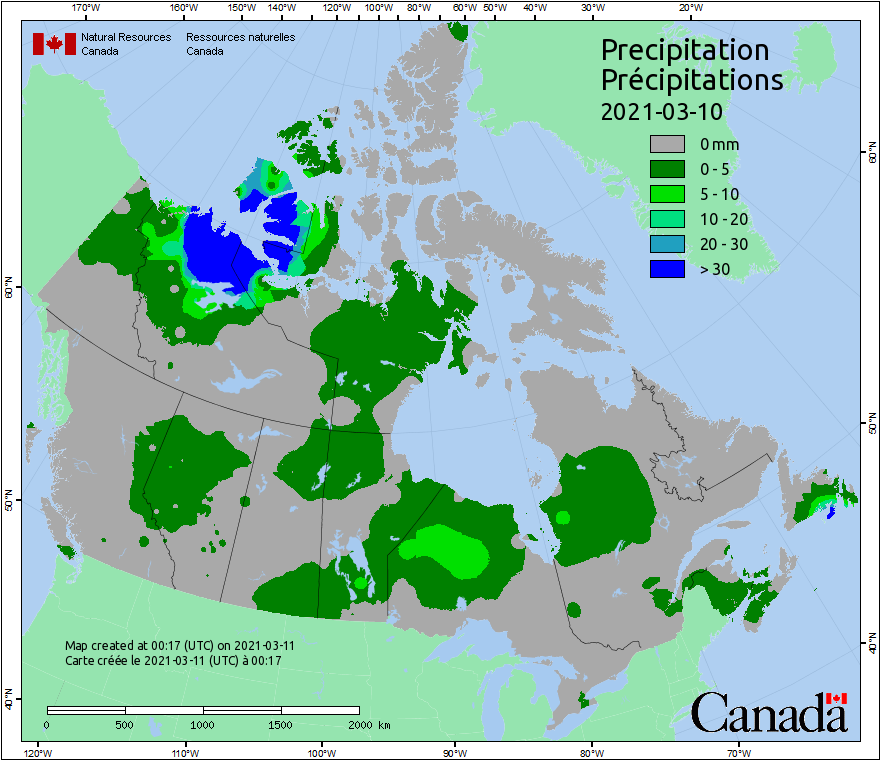 170°W 160°W 150°W 140°W 120°W 100°W 80°W 60°W 50°W 40°W 30°W 20°W
Natural Resources Ressources naturelles
Canada Canada
Precipitation
Précipitations
2021-03-10
0 mm
0 - 5
5 - 10
10 - 20
20 - 30
> 30
60°N
60°N
50°N
50°N
40°N
40°N
Map created at 00:17 (UTC) on 2021-03-11
Carte créée le 2021-03-11 (UTC) à 00:17
0 500 1000 1500 2000 km
Canada
120°W 110°W 100°W 90°W 80°W 70°W